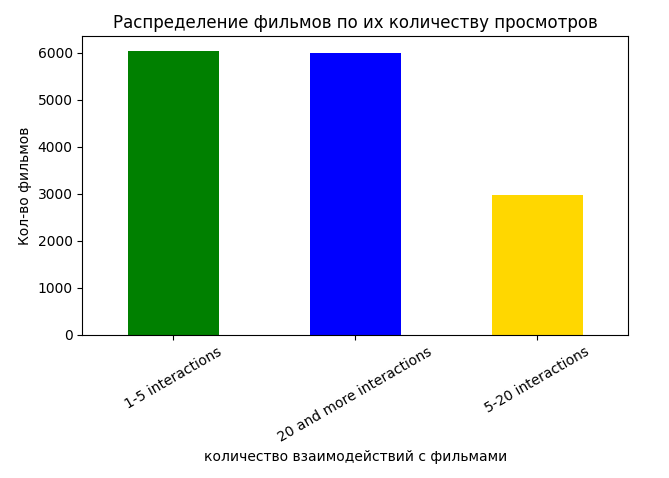 Распределение фильмов по их количеству просмотров
Кол-во фильмов
6000
5000
4000
3000
2000
1000
0
1-5 interactions
20 and more interactions
5-20 interactions
количество взаимодействий с фильмами